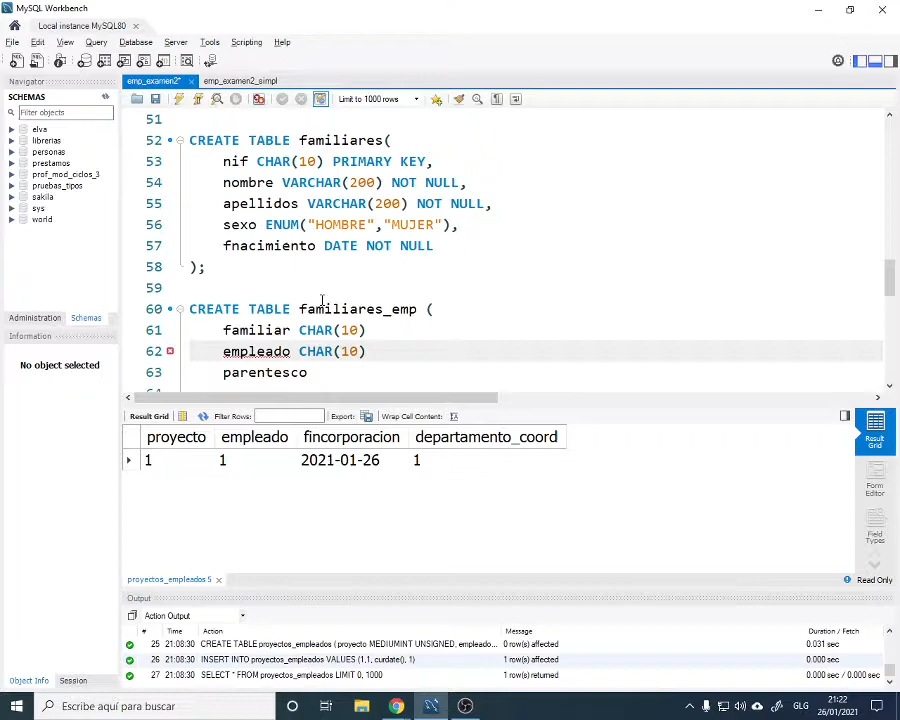 MySQL Workbench
Local instance MySQL80
File Edit View Query Database Server Tools Scripting Help
Navigator
SCHEMAS
Filter objects
elva
librerias
personas
prestamos
prof_mod_ciclos_3
pruebas_tipos
sakila
sys
world
Administration Schemas
Information
No object selected
Object Info Session
emp_examen2* emp_examen2_simpl
Limit to 1000 rows
51
52 CREATE TABLE familiares(
53 nif CHAR(10) PRIMARY KEY,
54 nombre VARCHAR(200) NOT NULL,
55 apellidos VARCHAR(200) NOT NULL,
56 sexo ENUM("HOMBRE","MUJER"),
57 fnacimiento DATE NOT NULL
58 );
59
60 CREATE TABLE familiares_emp (
61 familiar CHAR(10)
62 empleado CHAR(10)
63 parentesco
Result Grid Filter Rows: Export: Wrap Cell Content:
proyecto empleado fincorporacion departamento_coord
1 1 2021-01-26 1
Result Grid
Form Editor
Field Types
proyectos_empleados 5
Read Only
Output
Action Output
# Time Action Message Duration / Fetch
25 21:08:30 CREATE TABLE proyectos_empleados ( proyecto MEDIUMINT UNSIGNED, empleado... 0 row(s) affected 0.031 sec
26 21:08:30 INSERT INTO proyectos_empleados VALUES (1,1, curdate(), 1) 1 row(s) affected 0.000 sec
27 21:08:30 SELECT * FROM proyectos_empleados LIMIT 0, 1000 1 row(s) returned 0.000 sec / 0.000 sec
Escribe aquí para buscar
GLG
21:22
26/01/2021